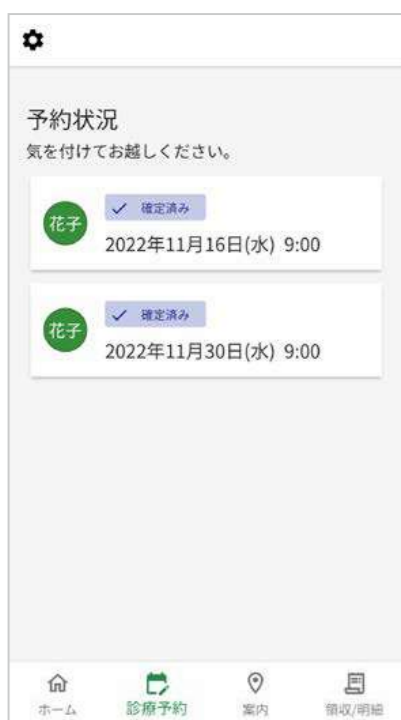 予約状況
気を付けてお越しください。
花子
確定済み
2022年11月16日(水) 9:00
花子
確定済み
2022年11月30日(水) 9:00
ホーム
診療予約
案内
領収/明細